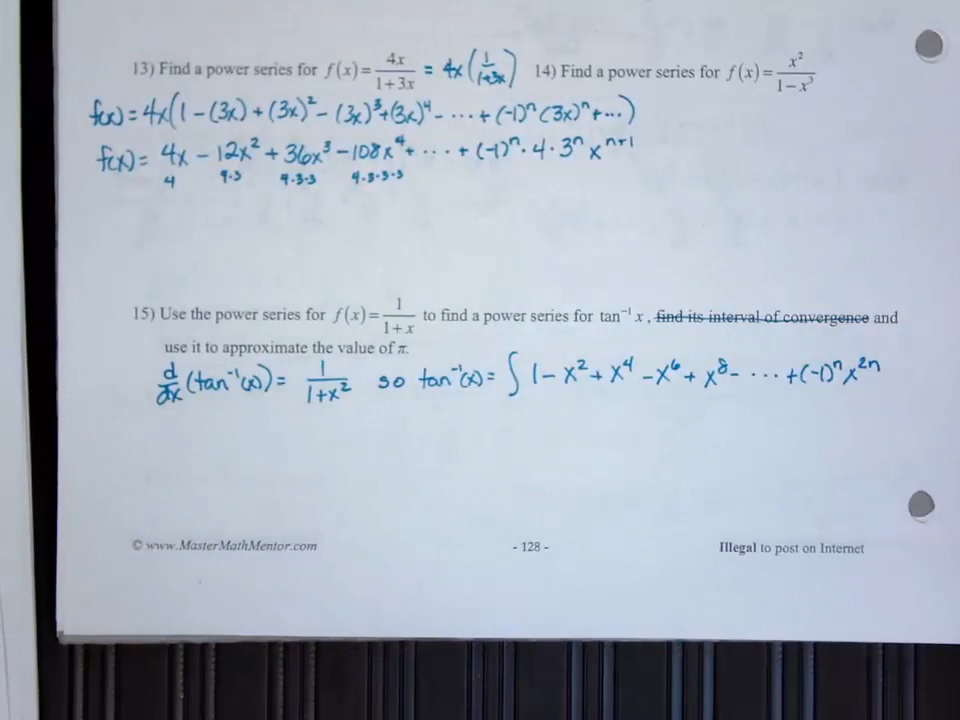 13) Find a power series for f(x) = 4x/(1+3x) = 4x(1/(1+3x))
14) Find a power series for f(x) = x²/(1−x³)
f(x) = 4x(1 − (3x) + (3x)² − (3x)³ + (3x)⁴ − ··· + (−1)ⁿ(3x)ⁿ + ···)
f(x) = 4x − 12x² + 36x³ − 108x⁴ + ··· + (−1)ⁿ · 4 · 3ⁿ xⁿ⁺¹
4 4·3 4·3·3 4·3·3·3
15) Use the power series for f(x) = 1/(1+x) to find a power series for tan⁻¹ x, find its interval of convergence and
use it to approximate the value of π.
d/dx (tan⁻¹(x)) = 1/(1+x²) so tan⁻¹(x) = ∫ 1 − x² + x⁴ − x⁶ + x⁸ − ··· + (−1)ⁿ x²ⁿ
© www.MasterMathMentor.com - 128 - Illegal to post on Internet